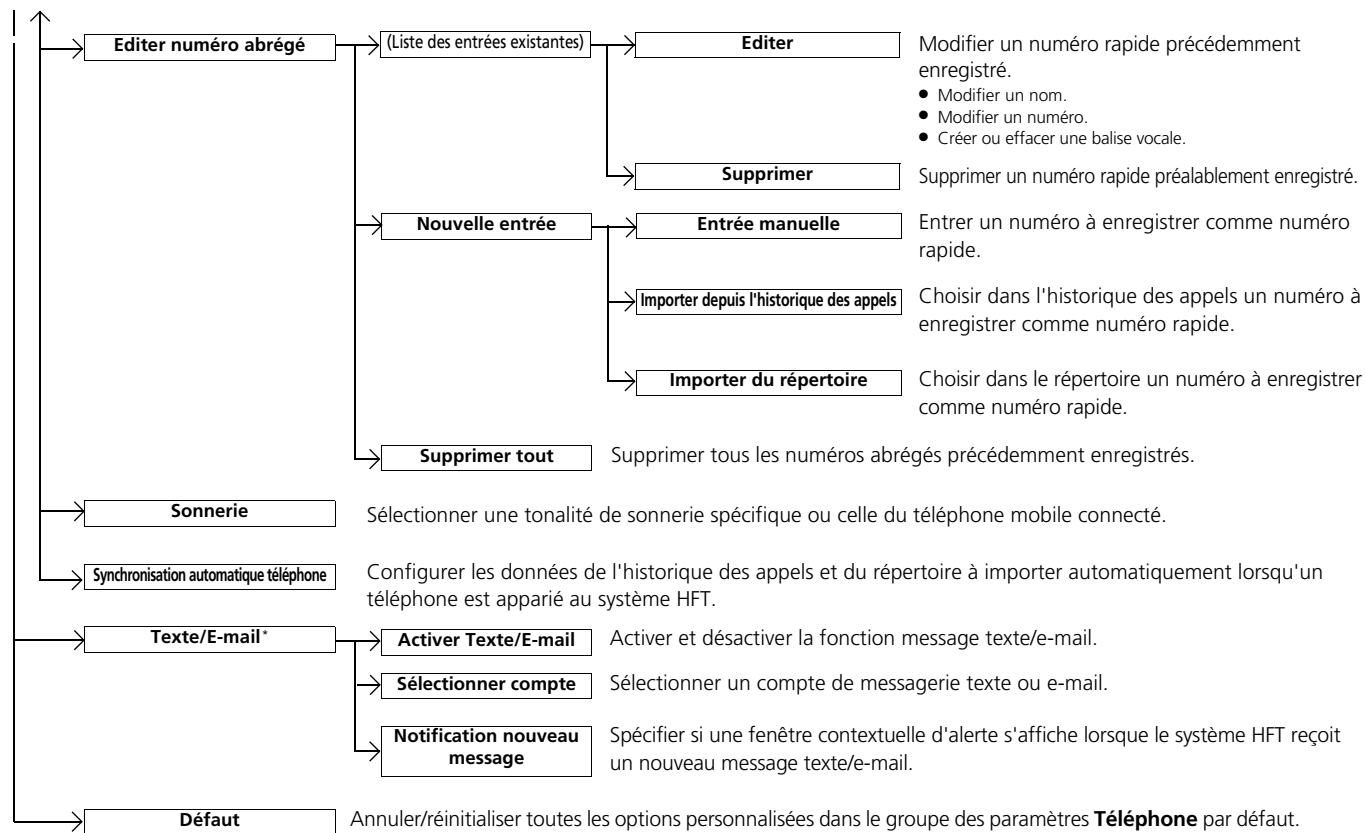 Editer numéro abrégé
(Liste des entrées existantes)
Editer
Modifier un numéro rapide précédemment
enregistré.
● Modifier un nom.
● Modifier un numéro.
● Créer ou effacer une balise vocale.
Supprimer
Supprimer un numéro rapide préalablement enregistré.
Nouvelle entrée
Entrée manuelle
Entrer un numéro à enregistrer comme numéro
rapide.
Importer depuis l'historique des appels
Choisir dans l'historique des appels un numéro à
enregistrer comme numéro rapide.
Importer du répertoire
Choisir dans le répertoire un numéro à enregistrer
comme numéro rapide.
Supprimer tout
Supprimer tous les numéros abrégés précédemment enregistrés.
Sonnerie
Sélectionner une tonalité de sonnerie spécifique ou celle du téléphone mobile connecté.
Synchronisation automatique téléphone
Configurer les données de l'historique des appels et du répertoire à importer automatiquement lorsqu'un
téléphone est apparié au système HFT.
Texte/E-mail*
Activer Texte/E-mail
Activer et désactiver la fonction message texte/e-mail.
Sélectionner compte
Sélectionner un compte de messagerie texte ou e-mail.
Notification nouveau
message
Spécifier si une fenêtre contextuelle d'alerte s'affiche lorsque le système HFT reçoit
un nouveau message texte/e-mail.
Défaut
Annuler/réinitialiser toutes les options personnalisées dans le groupe des paramètres Téléphone par défaut.